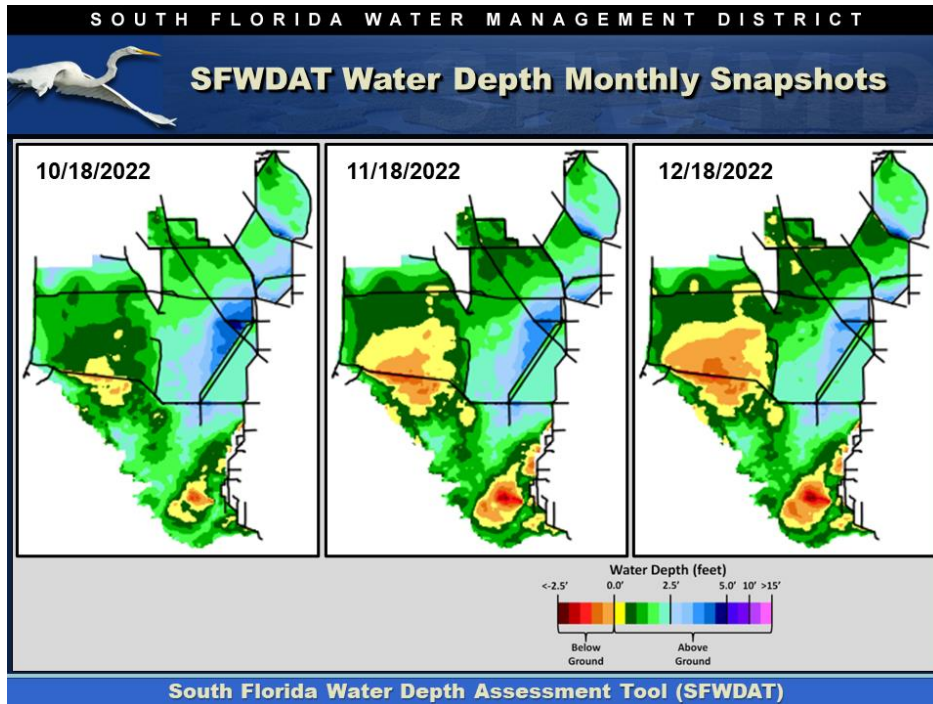 SOUTH FLORIDA WATER MANAGEMENT DISTRICT
SFWDAT Water Depth Monthly Snapshots
10/18/2022
11/18/2022
12/18/2022
Water Depth (feet)
<-2.5' 0.0' 2.5' 5.0' 10' >15'
Below Ground
Above Ground
South Florida Water Depth Assessment Tool (SFWDAT)